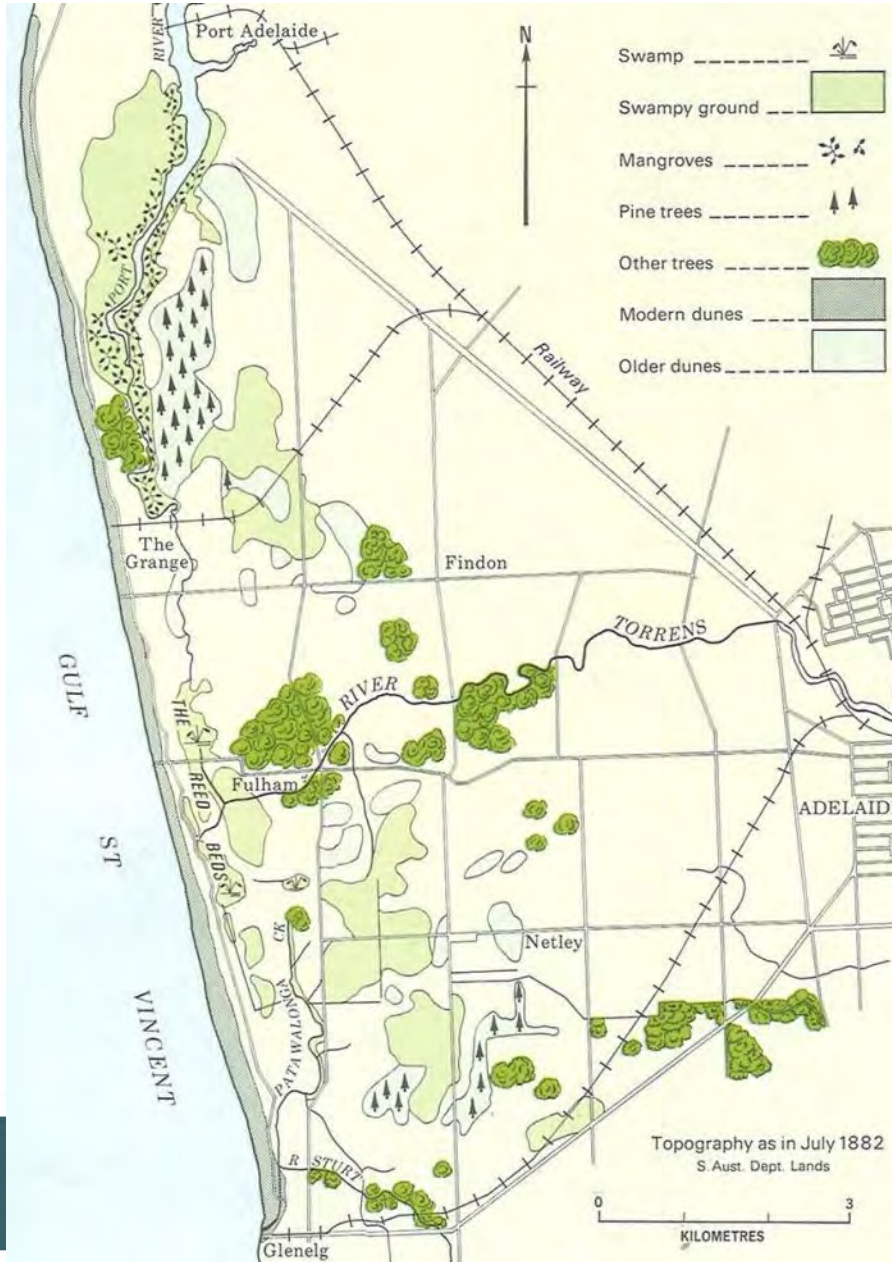 Port Adelaide
RIVER
N
Swamp
Swampy ground
Mangroves
Pine trees
Other trees
Modern dunes
Older dunes
PORT
Railway
The
Grange
Findon
TORRENS
RIVER
GULF
ST
VINCENT
THE
REED
BEDS
Fulham
ADELAID
Netley
CK
PATAWALONGA
R STURT
Glenelg
Topography as in July 1882
S. Aust. Dept. Lands
0 3
KILOMETRES